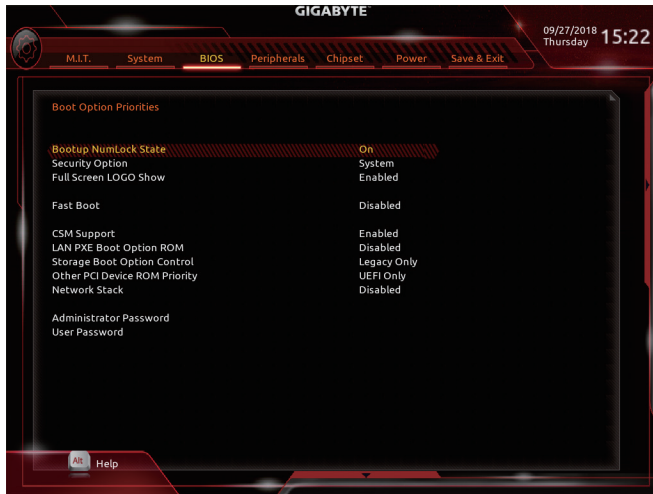 GIGABYTE™
09/27/2018 15:22
Thursday
M.I.T. System BIOS Peripherals Chipset Power Save & Exit
Boot Option Priorities
Bootup NumLock State On
Security Option System
Full Screen LOGO Show Enabled
Fast Boot Disabled
CSM Support Enabled
LAN PXE Boot Option ROM Disabled
Storage Boot Option Control Legacy Only
Other PCI Device ROM Priority UEFI Only
Network Stack Disabled
Administrator Password
User Password
Alt Help